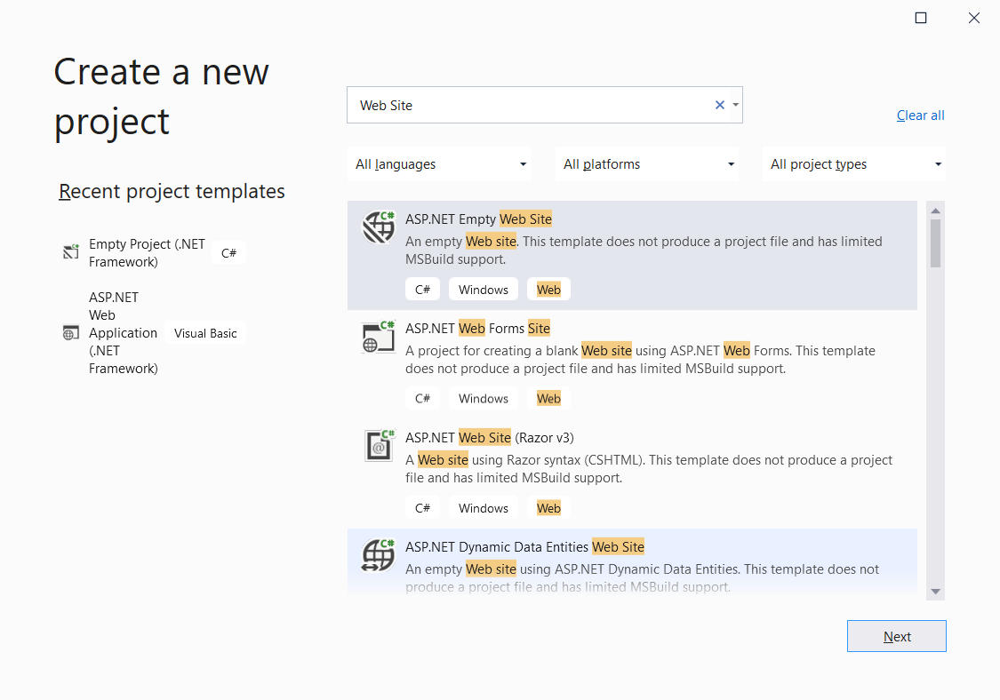 Create a new
project
Recent project templates
Empty Project (.NET
Framework)
C#
ASP.NET
Web
Application
(.NET
Framework)
Visual Basic
Web Site
Clear all
All languages
All platforms
All project types
C#
ASP.NET Empty Web Site
An empty Web site. This template does not produce a project file and has limited
MSBuild support.
C# Windows Web
C#
ASP.NET Web Forms Site
A project for creating a blank Web site using ASP.NET Web Forms. This template
does not produce a project file and has limited MSBuild support.
C# Windows Web
C#
ASP.NET Web Site (Razor v3)
A Web site using Razor syntax (CSHTML). This template does not produce a project
file and has limited MSBuild support.
C# Windows Web
C#
ASP.NET Dynamic Data Entities Web Site
An empty Web site using ASP.NET Dynamic Data Entities. This template does not
produce a project file and has limited MSBuild support.
Next